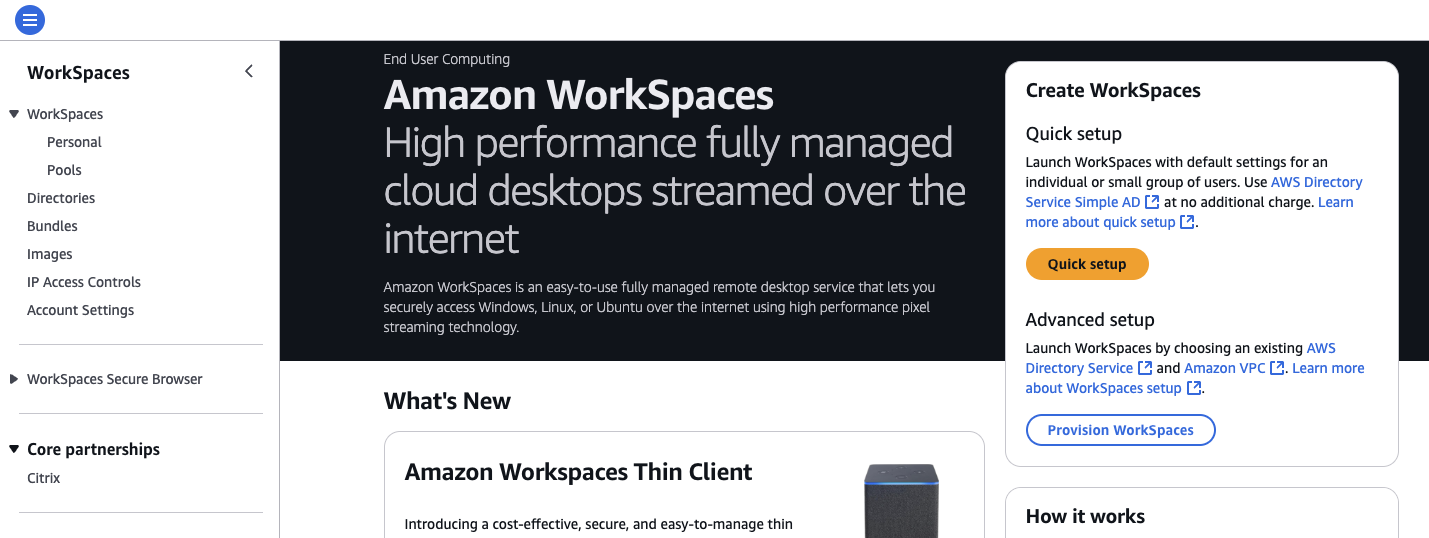 WorkSpaces
WorkSpaces
Personal
Pools
Directories
Bundles
Images
IP Access Controls
Account Settings
WorkSpaces Secure Browser
Core partnerships
Citrix
End User Computing
Amazon WorkSpaces
High performance fully managed
cloud desktops streamed over the
internet
Amazon WorkSpaces is an easy-to-use fully managed remote desktop service that lets you
securely access Windows, Linux, or Ubuntu over the internet using high performance pixel
streaming technology.
What's New
Amazon Workspaces Thin Client
Introducing a cost-effective, secure, and easy-to-manage thin
Create WorkSpaces
Quick setup
Launch WorkSpaces with default settings for an
individual or small group of users. Use AWS Directory
Service Simple AD at no additional charge. Learn
more about quick setup .
Quick setup
Advanced setup
Launch WorkSpaces by choosing an existing AWS
Directory Service and Amazon VPC . Learn more
about WorkSpaces setup .
Provision WorkSpaces
How it works